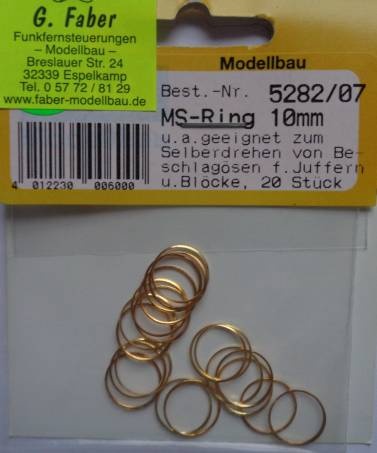 G. Faber
Funkfernsteuerungen
– Modellbau –
Breslauer Str. 24
32339 Espelkamp
Tel. 0 57 72 / 81 29
www.faber-modellbau.de
Modellbau
Best.-Nr. 5282/07
MS-Ring 10mm
u.a.geeignet zum
Selberdrehen von Be-
schlagösen f.Juffern
u.Blöcke, 20 Stück
4 012230 006000